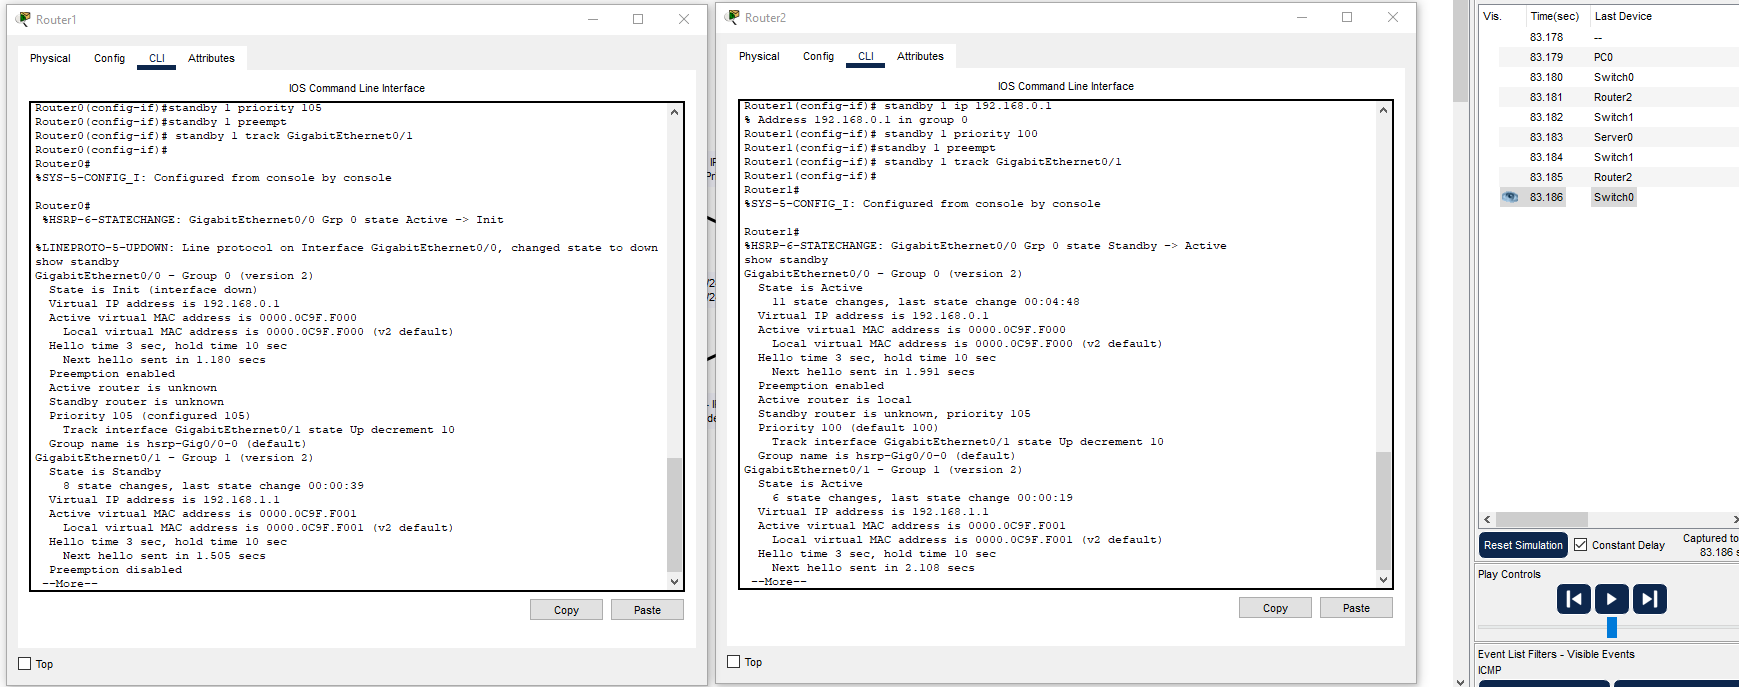 Router1
Physical Config CLI Attributes
IOS Command Line Interface
Router0(config-if)#standby 1 priority 105
Router0(config-if)#standby 1 preempt
Router0(config-if)# standby 1 track GigabitEthernet0/1
Router0(config-if)#
Router0#
%SYS-5-CONFIG_I: Configured from console by console
Router0#
%HSRP-6-STATECHANGE: GigabitEthernet0/0 Grp 0 state Active -> Init
%LINEPROTO-5-UPDOWN: Line protocol on Interface GigabitEthernet0/0, changed state to down
show standby
GigabitEthernet0/0 - Group 0 (version 2)
State is Init (interface down)
Virtual IP address is 192.168.0.1
Active virtual MAC address is 0000.0C9F.F000
Local virtual MAC address is 0000.0C9F.F000 (v2 default)
Hello time 3 sec, hold time 10 sec
Next hello sent in 1.180 secs
Preemption enabled
Active router is unknown
Standby router is unknown
Priority 105 (configured 105)
Track interface GigabitEthernet0/1 state Up decrement 10
Group name is hsrp-Gig0/0-0 (default)
GigabitEthernet0/1 - Group 1 (version 2)
State is Standby
8 state changes, last state change 00:00:39
Virtual IP address is 192.168.1.1
Active virtual MAC address is 0000.0C9F.F001
Local virtual MAC address is 0000.0C9F.F001 (v2 default)
Hello time 3 sec, hold time 10 sec
Next hello sent in 1.505 secs
Preemption disabled
--More--
Copy Paste
Top
Router2
Physical Config CLI Attributes
IOS Command Line Interface
Router1(config-if)# standby 1 ip 192.168.0.1
% Address 192.168.0.1 in group 0
Router1(config-if)# standby 1 priority 100
Router1(config-if)#standby 1 preempt
Router1(config-if)# standby 1 track GigabitEthernet0/1
Router1(config-if)#
Router1#
%SYS-5-CONFIG_I: Configured from console by console
Router1#
%HSRP-6-STATECHANGE: GigabitEthernet0/0 Grp 0 state Standby -> Active
show standby
GigabitEthernet0/0 - Group 0 (version 2)
State is Active
11 state changes, last state change 00:04:48
Virtual IP address is 192.168.0.1
Active virtual MAC address is 0000.0C9F.F000
Local virtual MAC address is 0000.0C9F.F000 (v2 default)
Hello time 3 sec, hold time 10 sec
Next hello sent in 1.991 secs
Preemption enabled
Active router is local
Standby router is unknown, priority 105
Priority 100 (default 100)
Track interface GigabitEthernet0/1 state Up decrement 10
Group name is hsrp-Gig0/0-0 (default)
GigabitEthernet0/1 - Group 1 (version 2)
State is Active
6 state changes, last state change 00:00:19
Virtual IP address is 192.168.1.1
Active virtual MAC address is 0000.0C9F.F001
Local virtual MAC address is 0000.0C9F.F001 (v2 default)
Hello time 3 sec, hold time 10 sec
Next hello sent in 2.108 secs
--More--
Copy Paste
Top
Vis. Time(sec) Last Device
83.178 --
83.179 PC0
83.180 Switch0
83.181 Router2
83.182 Switch1
83.183 Server0
83.184 Switch1
83.185 Router2
83.186 Switch0
Reset Simulation Constant Delay Captured to
83.186 s
Play Controls
Event List Filters - Visible Events
ICMP